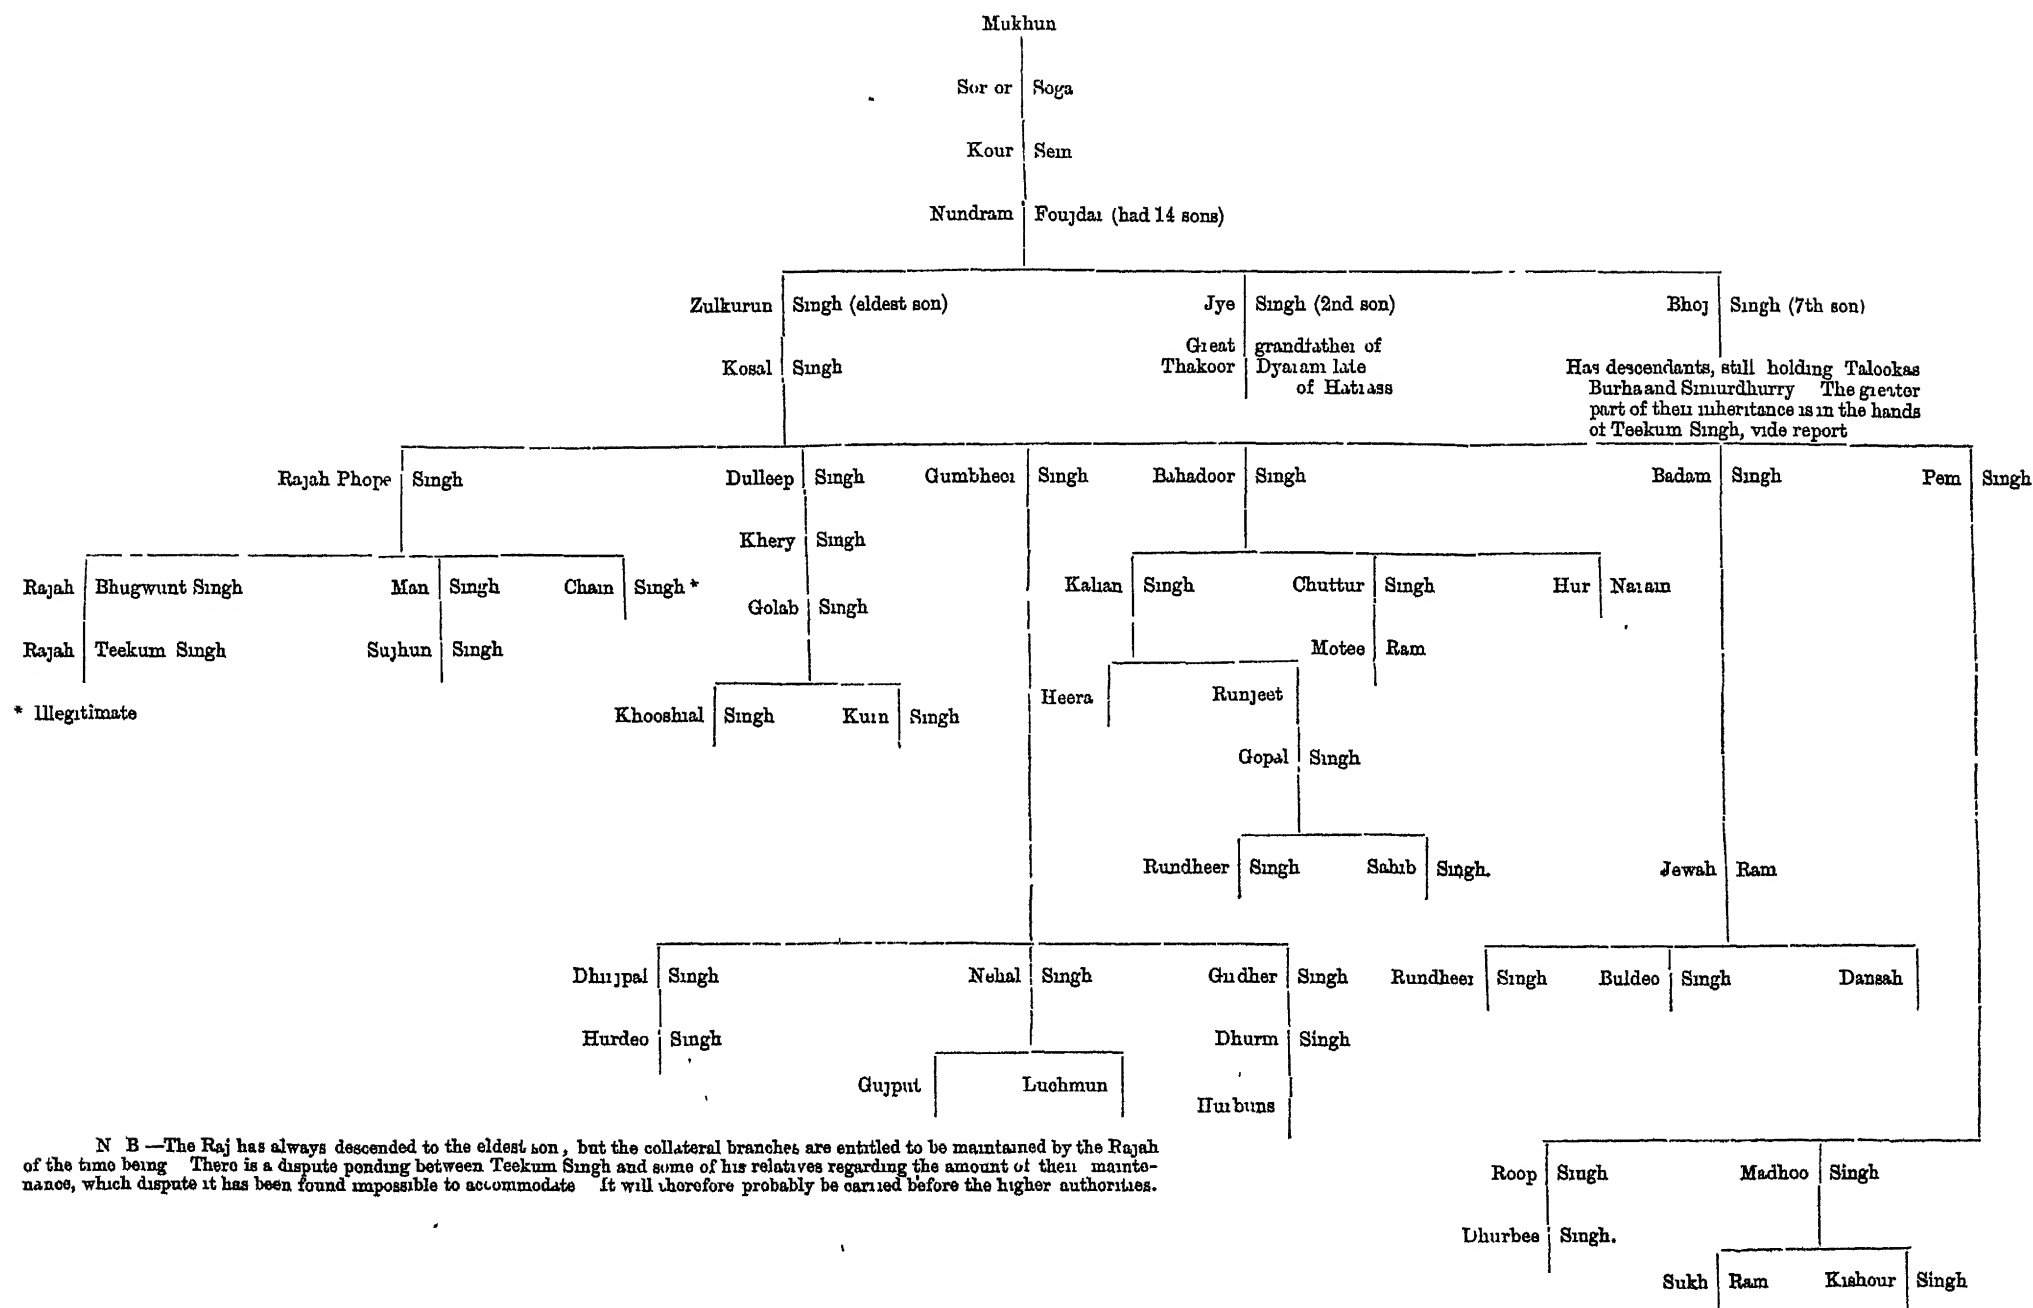 Mukhun
Sor or Soga
Kour Sem
Nundram Foujdar (had 14 sons)
Zulkurun Singh (eldest son) Jye Singh (2nd son) Bhoj Singh (7th son)
Great grandfather of
Kosal Singh Thakoor Dyaram late
of Hatrass
Has descendants, still holding Talookas
Burha and Simurdhurry The greater
part of their inheritance is in the hands
of Teekum Singh, vide report
Rajah Phope Singh Dulleep Singh Gumbheer Singh Bahadoor Singh Badam Singh Pem Singh
Khery Singh
Rajah Bhugwunt Singh Man Singh Chain Singh * Kalian Singh Chuttur Singh Hur Narain
Golab Singh
Rajah Teekum Singh Sujhun Singh Motee Ram
Heera Runjeet
* Illegitimate Khooshial Singh Kurn Singh
Gopal Singh
Rundheer Singh Sahib Singh. Jewah Ram
Dhirjpal Singh Nehal Singh Girdher Singh Rundheer Singh Buldeo Singh Dansah
Hurdeo Singh Dhurm Singh
Gujput Luchmun
Hurbuns
N B —The Raj has always descended to the eldest son, but the collateral branches are entitled to be maintained by the Rajah
of the time being There is a dispute pending between Teekum Singh and some of his relatives regarding the amount of their mainte-
nance, which dispute it has been found impossible to accommodate It will therefore probably be carried before the higher authorities.
Roop Singh Madhoo Singh
Dhurbee Singh.
Sukh Ram Kishour Singh